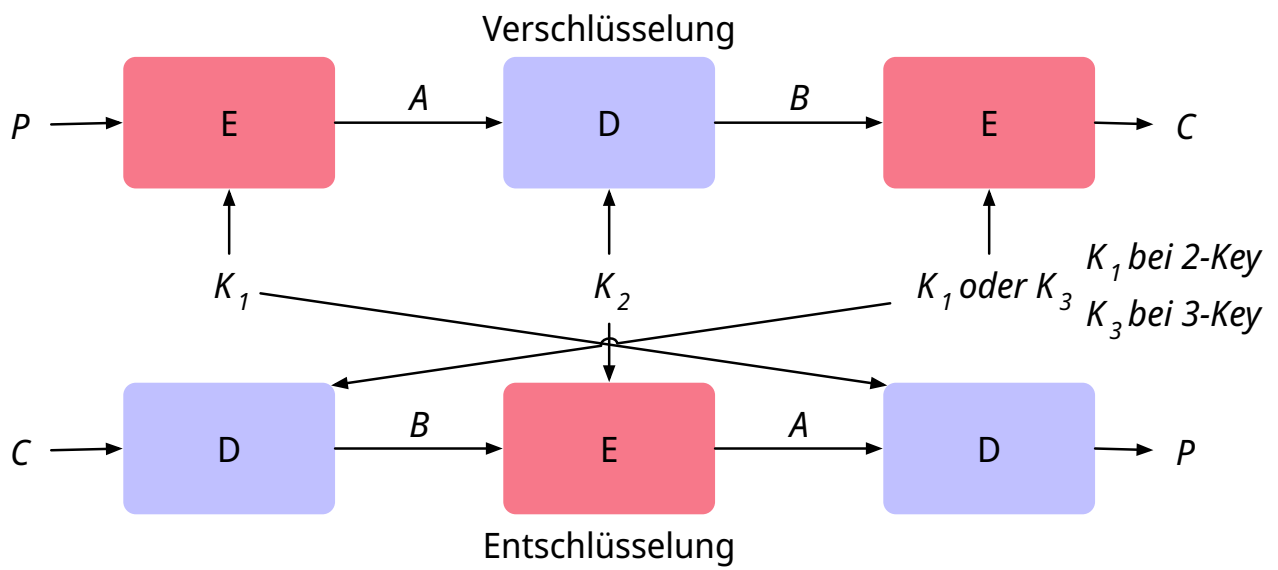 Verschlüsselung
P E A D B E C
K1 K2 K1 oder K3
K1 bei 2-Key
K3 bei 3-Key
C D B E A D P
Entschlüsselung